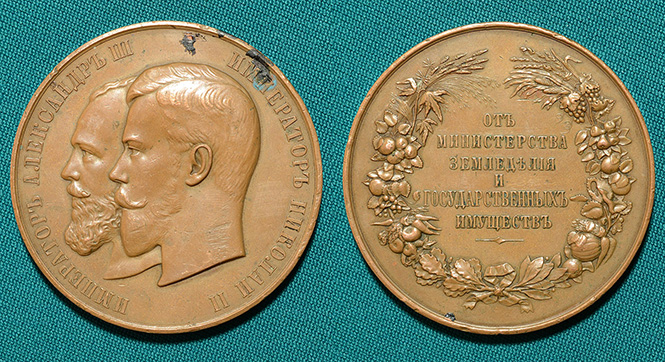 ИМПЕРАТОРЪ АЛЕКСАНДРЪ III
ИМПЕРАТОРЪ НИКОЛАЙ II
ОТЪ
МИНИСТЕРСТВА
ЗЕМЛЕДѢЛІЯ
И
ГОСУДАРСТВЕННЫХЪ
ИМУЩЕСТВЪ